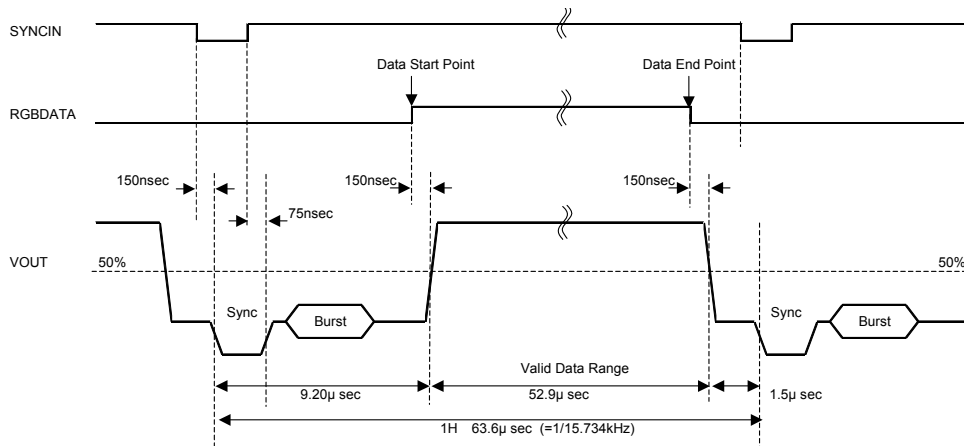 SYNCIN
Data Start Point
Data End Point
RGBDATA
150nsec
150nsec
150nsec
75nsec
VOUT
50%
50%
Sync
Burst
Sync
Burst
Valid Data Range
9.20µ sec
52.9µ sec
1.5µ sec
1H 63.6µ sec (=1/15.734kHz)